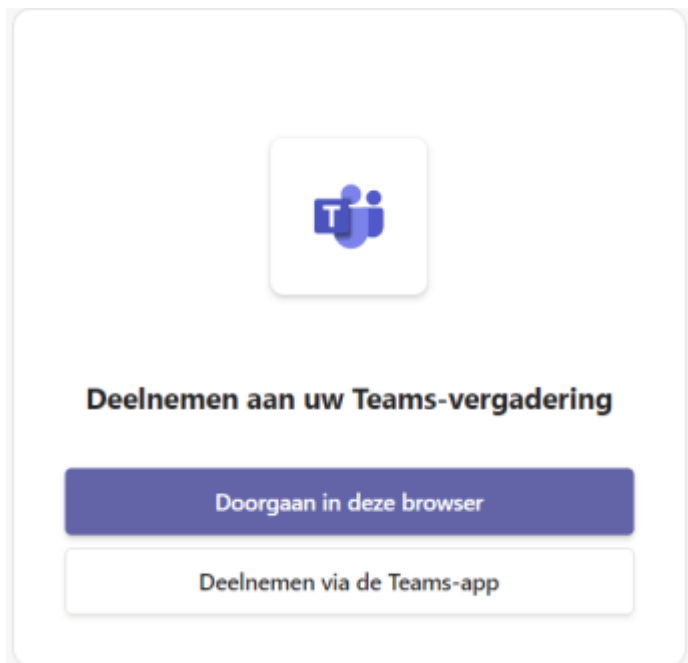 T
Deelnemen aan uw Teams-vergadering
Doorgaan in deze browser
Deelnemen via de Teams-app